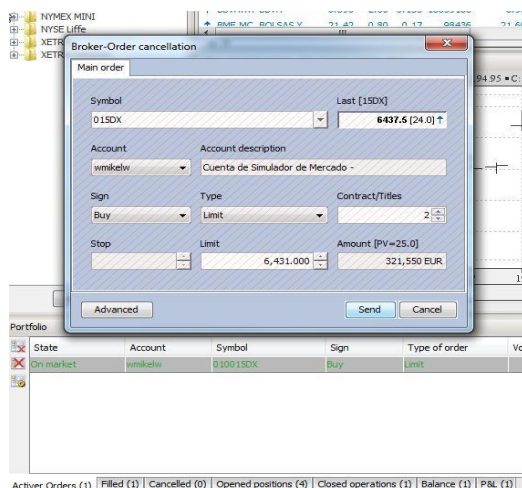 NYMEX MINI
NYSE Liffe
XETR
XETR
Broker-Order cancellation
Main order
94.95 ▪ C:
Symbol
Last [15DX]
015DX
6437.5 [24.0] ↑
Account
Account description
wmikelw
Cuenta de Simulador de Mercado -
Sign
Type
Contract/Titles
Buy
Limit
2
Stop
Limit
Amount [PV=25.0]
6,431.000
321,550 EUR
Advanced
Send
Cancel
Portfolio
State Account Symbol Sign Type of order Vo
On market wmikelw 010015DX Buy Limit
Activer Orders (1) Filled (1) Cancelled (0) Opened positions (4) Closed operations (1) Balance (1) P&L (1)